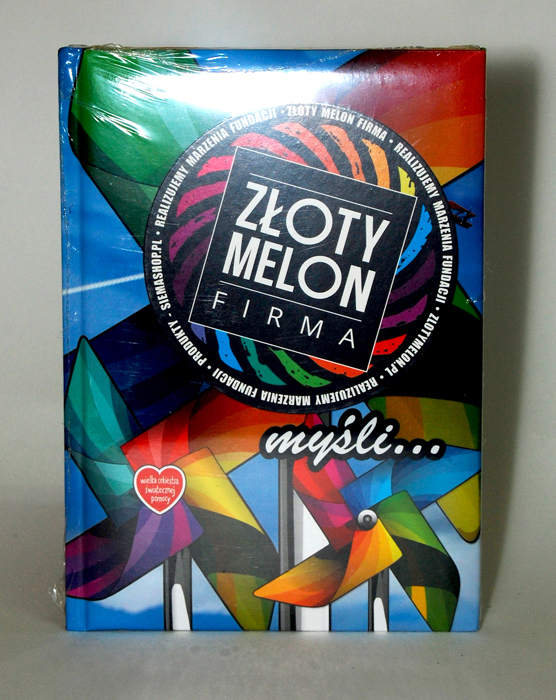 REALIZUJEMY MARZENIA FUNDACJI • ZŁOTY MELON FIRMA • REALIZUJEMY MARZENIA FUNDACJI • ZLOTYMELON.PL • REALIZUJEMY MARZENIA FUNDACJI • PRODUKTY - SIEMASHOP.PL •
ZŁOTY
MELON
FIRMA
myśli...
wielka orkiestra
świątecznej
pomocy